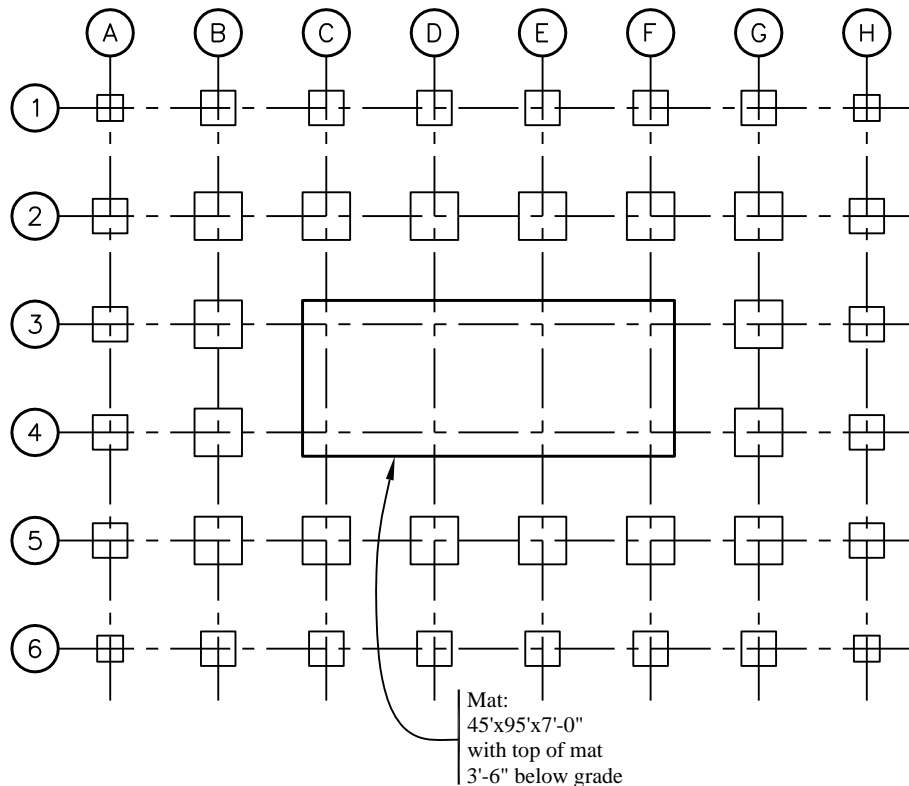 A B C D E F G H
1
2
3
4
5
6
Mat:
45'x95'x7'-0"
with top of mat
3'-6" below grade